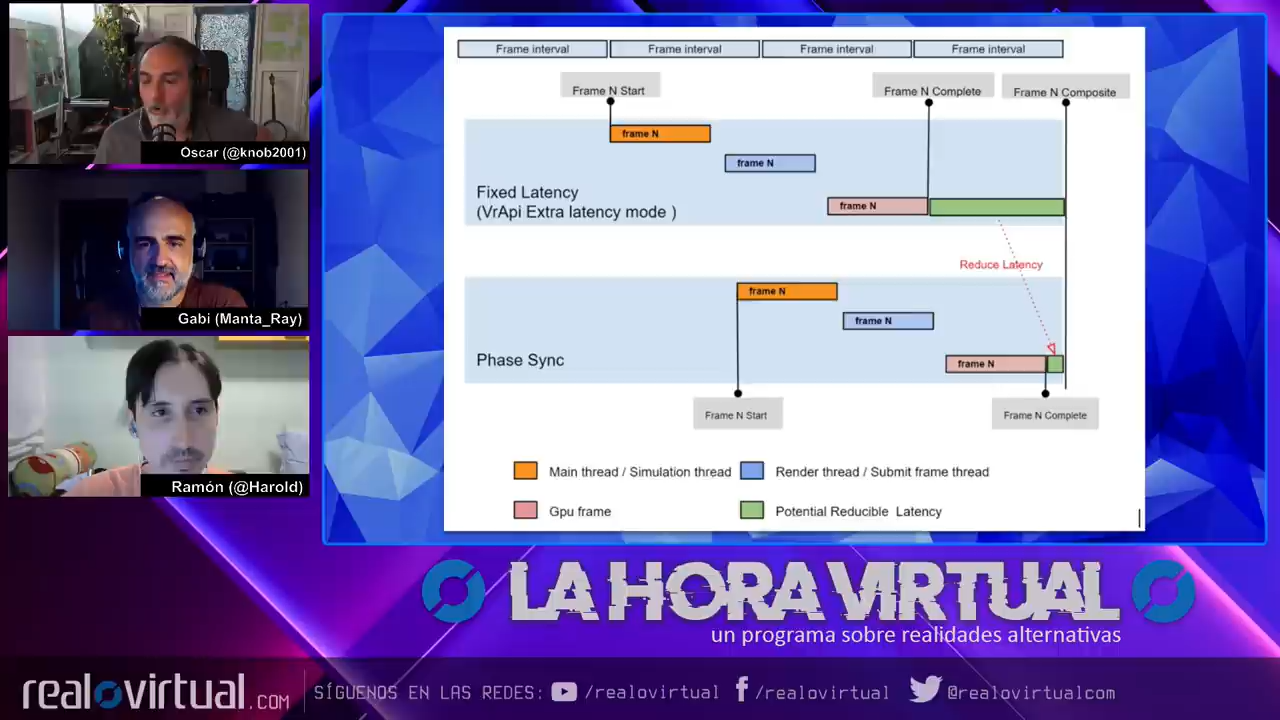 Oscar (@knob2001)
Gabi (Manta_Ray)
Ramón (@Harold)
Frame interval Frame interval Frame interval Frame interval
Frame N Start Frame N Complete Frame N Composite
frame N
frame N
Fixed Latency
(VrApi Extra latency mode )
frame N
Reduce Latency
frame N
frame N
Phase Sync
frame N
Frame N Start Frame N Complete
Main thread / Simulation thread Render thread / Submit frame thread
Gpu frame Potential Reducible Latency
LA HORA VIRTUAL
un programa sobre realidades alternativas
realovirtual.COM SÍGUENOS EN LAS REDES: /realovirtual /realovirtual @realovirtual